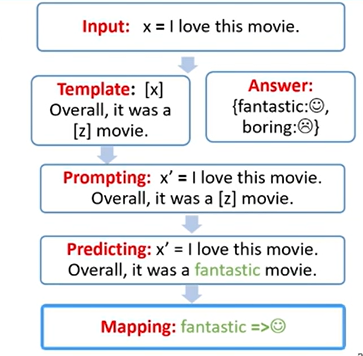 Input: x = I love this movie.
Template: [x]
Overall, it was a
[z] movie.
Answer:
{fantastic:☺,
boring:☹}
Prompting: x′ = I love this movie.
Overall, it was a [z] movie.
Predicting: x′ = I love this movie.
Overall, it was a fantastic movie.
Mapping: fantastic =>☺